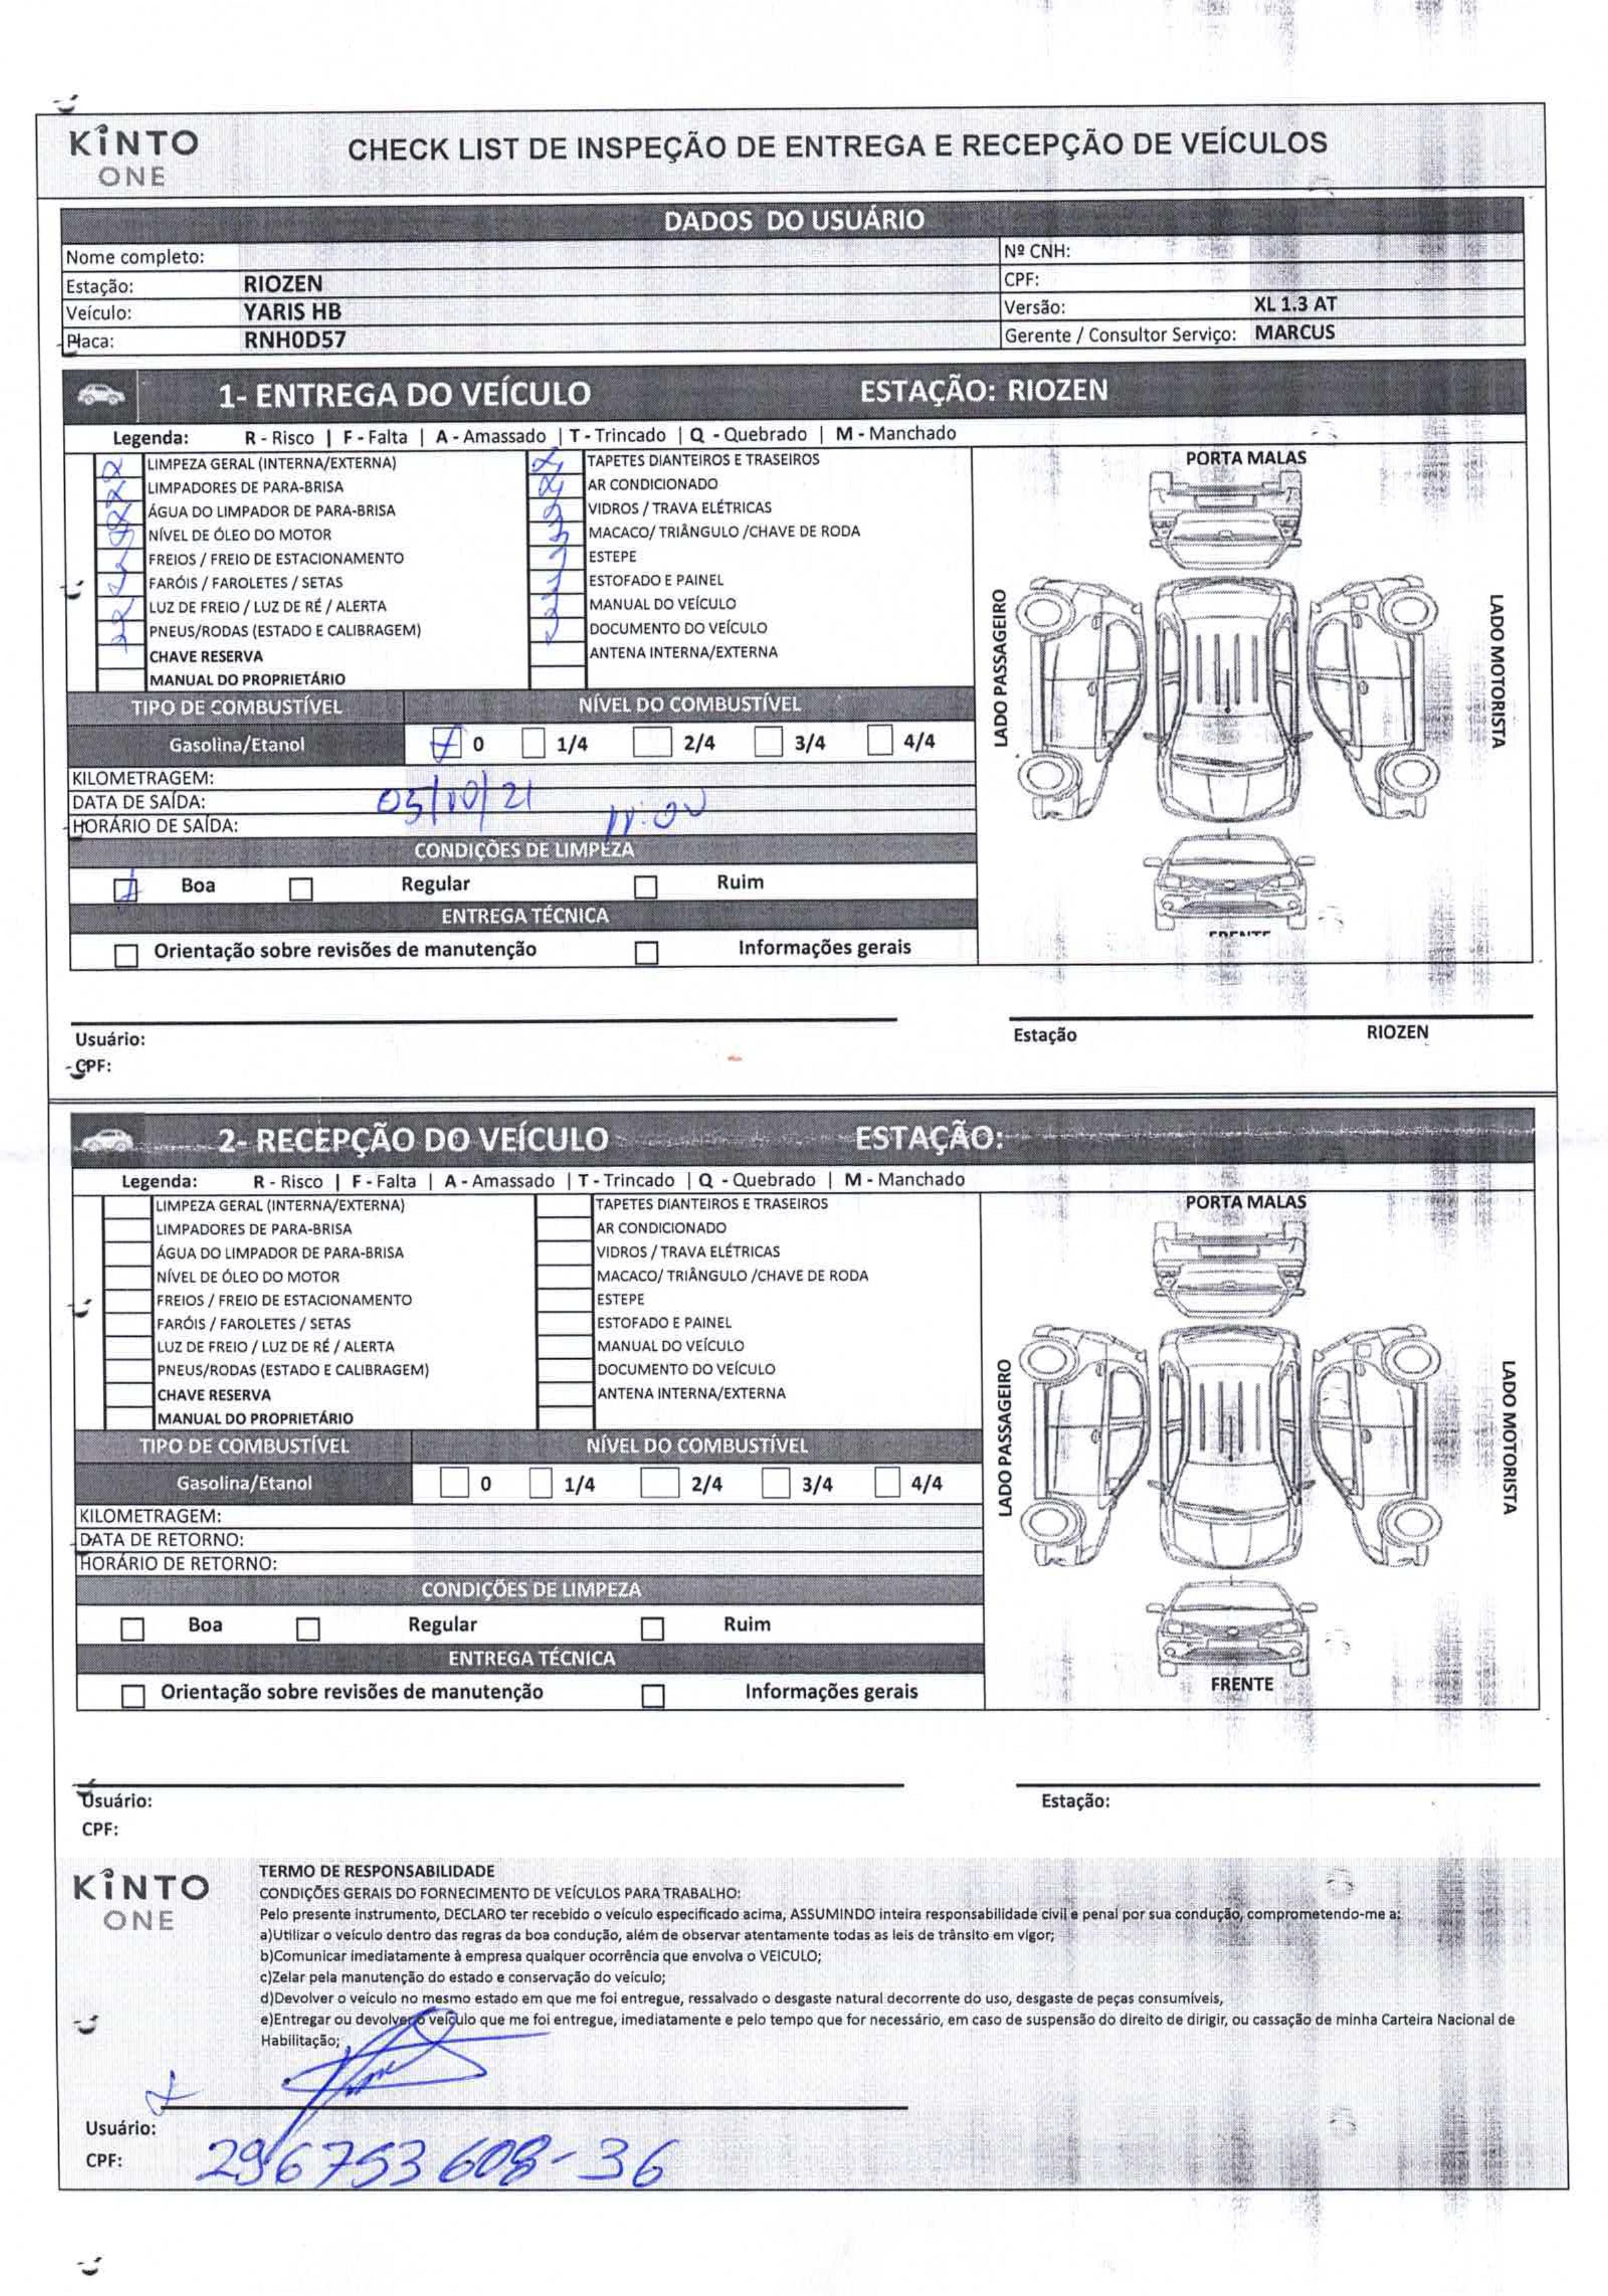 KINTO
ONE
CHECK LIST DE INSPEÇÃO DE ENTREGA E RECEPÇÃO DE VEÍCULOS
DADOS DO USUÁRIO
Nome completo: Nº CNH:
Estação: RIOZEN CPF:
Veículo: YARIS HB Versão: XL 1.3 AT
Placa: RNH0D57 Gerente / Consultor Serviço: MARCUS
1- ENTREGA DO VEÍCULO ESTAÇÃO: RIOZEN
Legenda: R - Risco | F - Falta | A - Amassado | T - Trincado | Q - Quebrado | M - Manchado
LIMPEZA GERAL (INTERNA/EXTERNA) TAPETES DIANTEIROS E TRASEIROS
LIMPADORES DE PARA-BRISA AR CONDICIONADO
ÁGUA DO LIMPADOR DE PARA-BRISA VIDROS / TRAVA ELÉTRICAS
NÍVEL DE ÓLEO DO MOTOR MACACO/ TRIÂNGULO /CHAVE DE RODA
FREIOS / FREIO DE ESTACIONAMENTO ESTEPE
FARÓIS / FAROLETES / SETAS ESTOFADO E PAINEL
LUZ DE FREIO / LUZ DE RÉ / ALERTA MANUAL DO VEÍCULO
PNEUS/RODAS (ESTADO E CALIBRAGEM) DOCUMENTO DO VEÍCULO
CHAVE RESERVA ANTENA INTERNA/EXTERNA
MANUAL DO PROPRIETÁRIO
PORTA MALAS
LADO PASSAGEIRO
LADO MOTORISTA
FRENTE
TIPO DE COMBUSTÍVEL NÍVEL DO COMBUSTÍVEL
Gasolina/Etanol 0 1/4 2/4 3/4 4/4
KILOMETRAGEM:
DATA DE SAÍDA: 05/10/21
HORÁRIO DE SAÍDA: 11:00
CONDIÇÕES DE LIMPEZA
Boa Regular Ruim
ENTREGA TÉCNICA
Orientação sobre revisões de manutenção Informações gerais
Usuário: Estação RIOZEN
CPF:
2- RECEPÇÃO DO VEÍCULO ESTAÇÃO:
Legenda: R - Risco | F - Falta | A - Amassado | T - Trincado | Q - Quebrado | M - Manchado
LIMPEZA GERAL (INTERNA/EXTERNA) TAPETES DIANTEIROS E TRASEIROS
LIMPADORES DE PARA-BRISA AR CONDICIONADO
ÁGUA DO LIMPADOR DE PARA-BRISA VIDROS / TRAVA ELÉTRICAS
NÍVEL DE ÓLEO DO MOTOR MACACO/ TRIÂNGULO /CHAVE DE RODA
FREIOS / FREIO DE ESTACIONAMENTO ESTEPE
FARÓIS / FAROLETES / SETAS ESTOFADO E PAINEL
LUZ DE FREIO / LUZ DE RÉ / ALERTA MANUAL DO VEÍCULO
PNEUS/RODAS (ESTADO E CALIBRAGEM) DOCUMENTO DO VEÍCULO
CHAVE RESERVA ANTENA INTERNA/EXTERNA
MANUAL DO PROPRIETÁRIO
PORTA MALAS
LADO PASSAGEIRO
LADO MOTORISTA
FRENTE
TIPO DE COMBUSTÍVEL NÍVEL DO COMBUSTÍVEL
Gasolina/Etanol 0 1/4 2/4 3/4 4/4
KILOMETRAGEM:
DATA DE RETORNO:
HORÁRIO DE RETORNO:
CONDIÇÕES DE LIMPEZA
Boa Regular Ruim
ENTREGA TÉCNICA
Orientação sobre revisões de manutenção Informações gerais
Usuário: Estação:
CPF:
KINTO
ONE
TERMO DE RESPONSABILIDADE
CONDIÇÕES GERAIS DO FORNECIMENTO DE VEÍCULOS PARA TRABALHO:
Pelo presente instrumento, DECLARO ter recebido o veículo especificado acima, ASSUMINDO inteira responsabilidade civil e penal por sua condução, comprometendo-me a:
a)Utilizar o veículo dentro das regras da boa condução, além de observar atentamente todas as leis de trânsito em vigor;
b)Comunicar imediatamente à empresa qualquer ocorrência que envolva o VEICULO;
c)Zelar pela manutenção do estado e conservação do veículo;
d)Devolver o veículo no mesmo estado em que me foi entregue, ressalvado o desgaste natural decorrente do uso, desgaste de peças consumíveis,
e)Entregar ou devolver o veículo que me foi entregue, imediatamente e pelo tempo que for necessário, em caso de suspensão do direito de dirigir, ou cassação de minha Carteira Nacional de
Habilitação;
Usuário:
CPF: 296753608-36